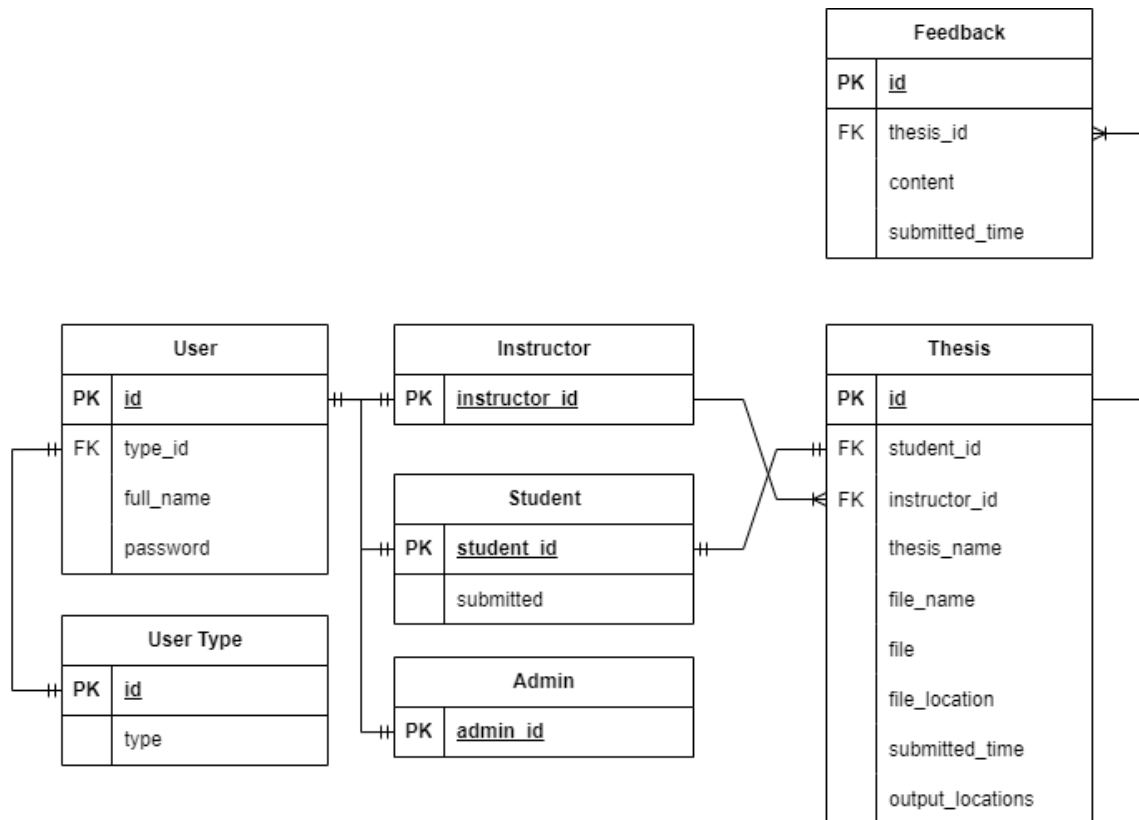 Feedback
PK id
FK thesis_id
content
submitted_time
User
PK id
FK type_id
full_name
password
User Type
PK id
type
Instructor
PK instructor_id
Student
PK student_id
submitted
Admin
PK admin_id
Thesis
PK id
FK student_id
FK instructor_id
thesis_name
file_name
file
file_location
submitted_time
output_locations